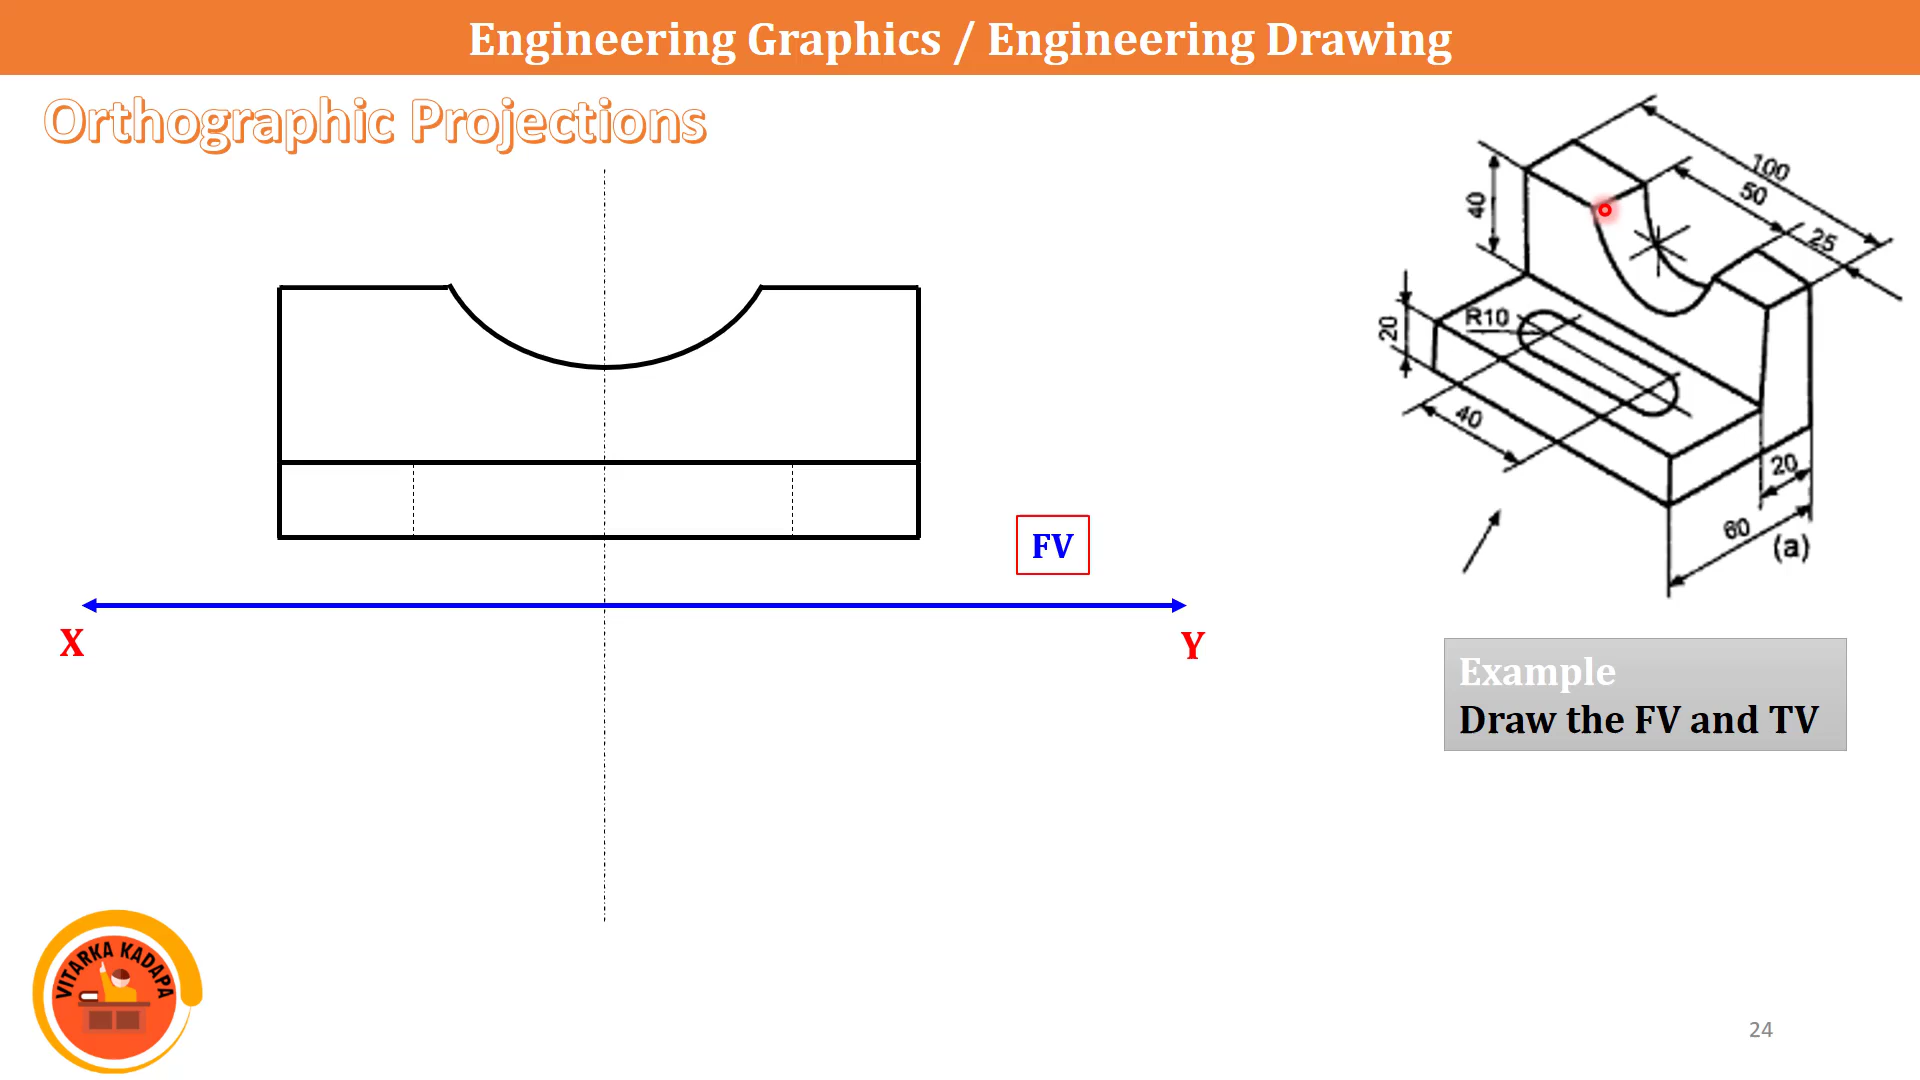 Engineering Graphics / Engineering Drawing
Orthographic Projections
100
50
40
25
20
R10
40
20
60
(a)
FV
X
Y
Example
Draw the FV and TV
VITARKA KADAPA
24